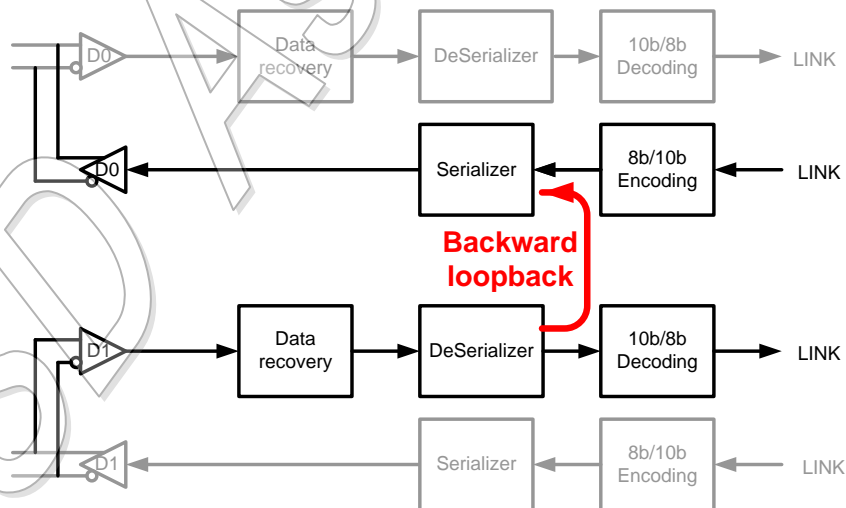 D0
Data
recovery
DeSerializer
10b/8b
Decoding
LINK
D0
Serializer
8b/10b
Encoding
LINK
Backward
loopback
D1
Data
recovery
DeSerializer
10b/8b
Decoding
LINK
D1
Serializer
8b/10b
Encoding
LINK